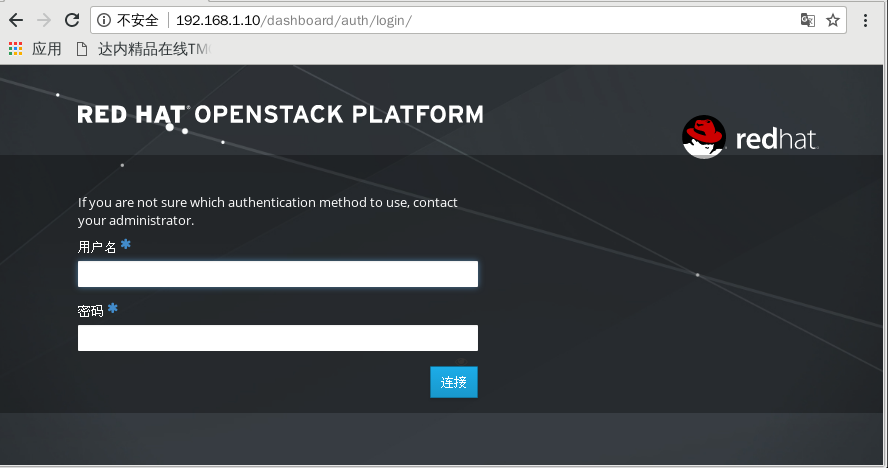 不安全 192.168.1.10/dashboard/auth/login/
应用 达内精品在线TM
RED HAT® OPENSTACK PLATFORM
redhat.
If you are not sure which authentication method to use, contact
your administrator.
用户名 *
密码 *
连接